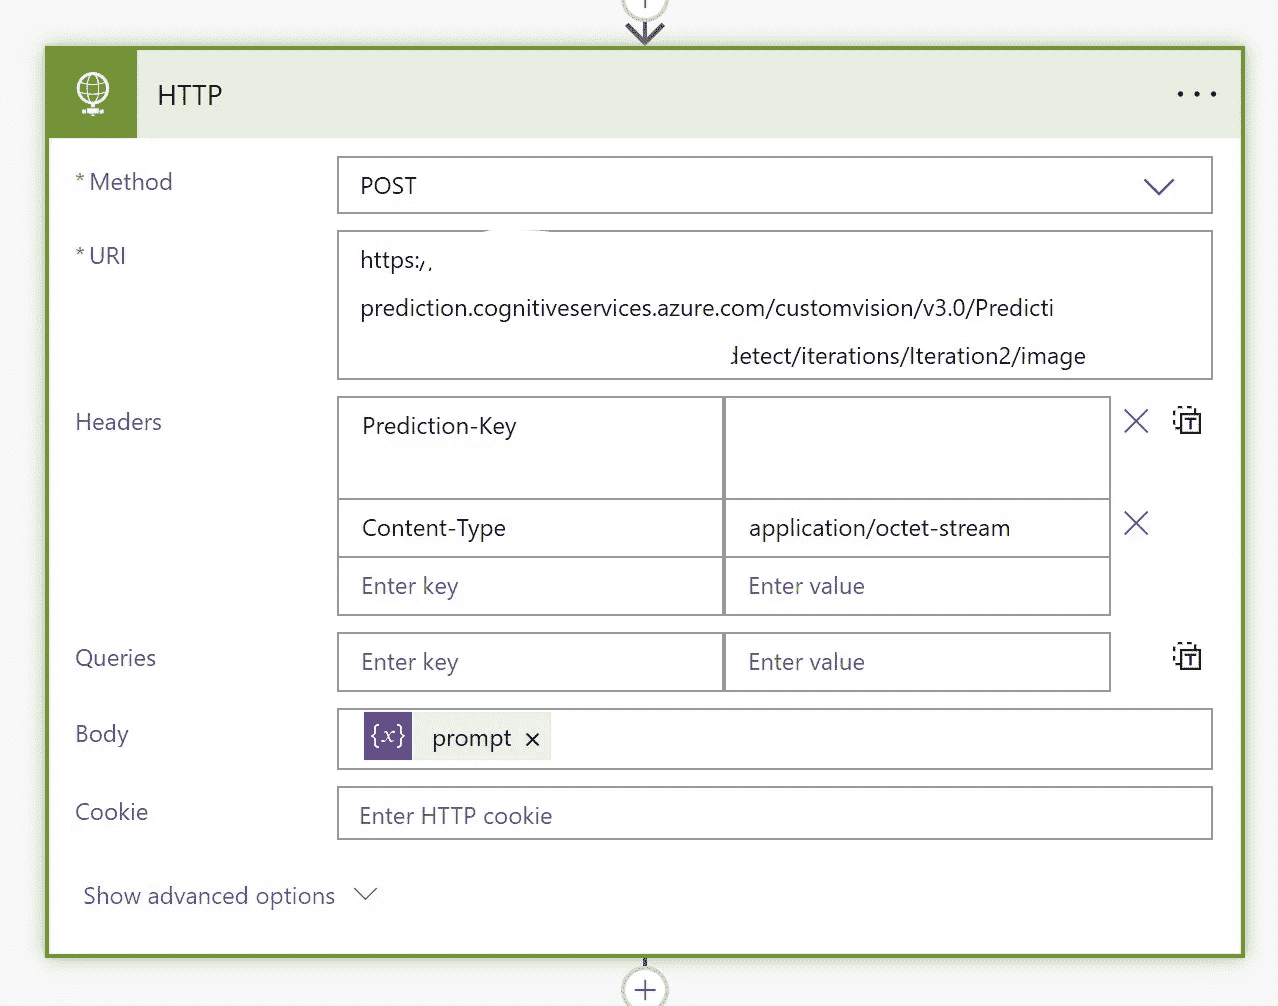 HTTP
* Method
POST
* URI
https:/
prediction.cognitiveservices.azure.com/customvision/v3.0/Predicti
detect/iterations/Iteration2/image
Headers
Prediction-Key
Content-Type
application/octet-stream
Enter key
Enter value
Queries
Enter key
Enter value
Body
{x} prompt ×
Cookie
Enter HTTP cookie
Show advanced options